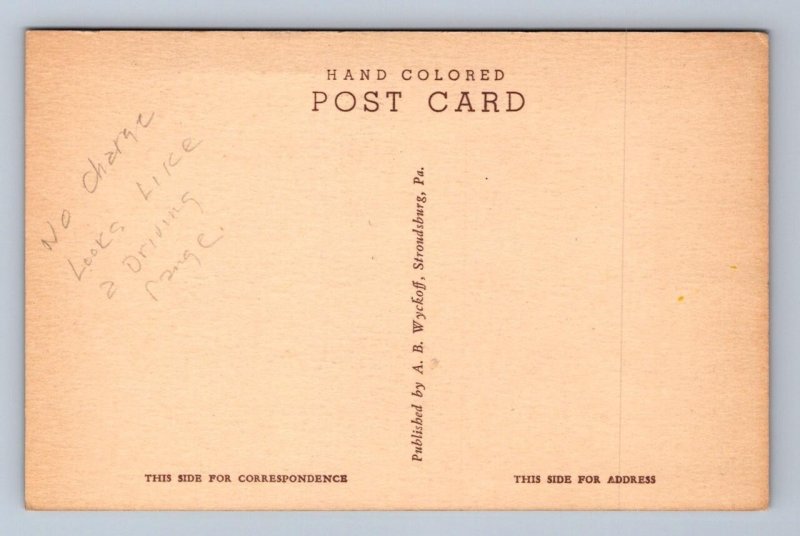 HAND COLORED
POST CARD
No Charge
Looks Like
a Driving
range.
Published by A. B. Wyckoff, Stroudsburg, Pa.
THIS SIDE FOR CORRESPONDENCE
THIS SIDE FOR ADDRESS